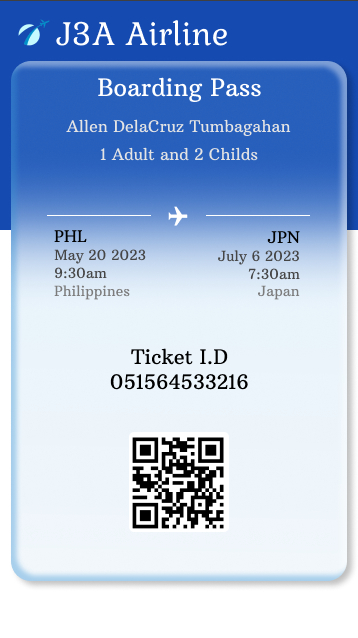 J3A Airline
Boarding Pass
Allen DelaCruz Tumbagahan
1 Adult and 2 Childs
PHL
May 20 2023
9:30am
Philippines
JPN
July 6 2023
7:30am
Japan
Ticket I.D
051564533216